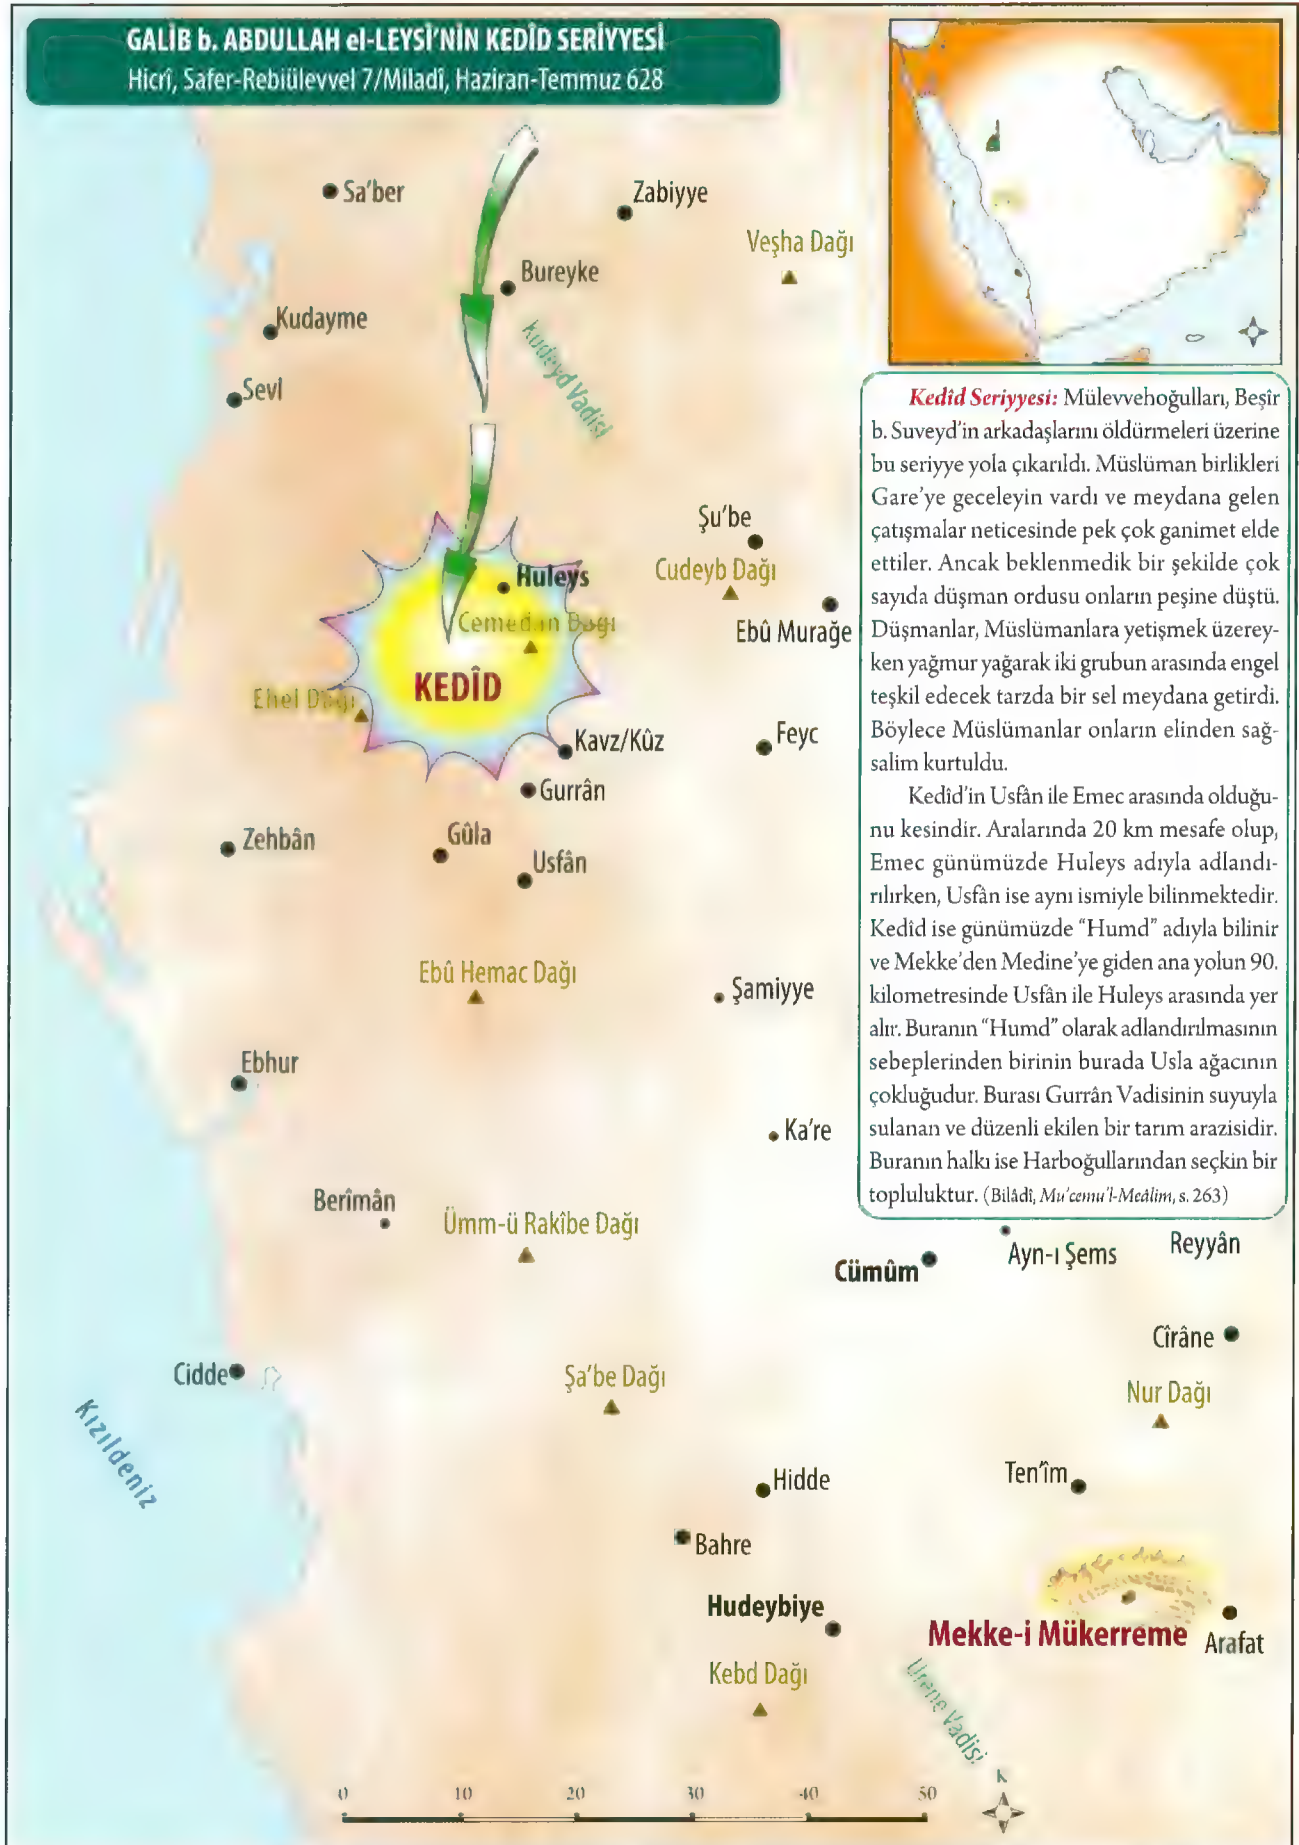 GALİB b. ABDULLAH el-LEYSÎ'NİN KEDÎD SERİYYESİ
Hicrî, Safer-Rebiülevvel 7/Miladî, Haziran-Temmuz 628
Sa'ber
Zabiyye
Veşha Dağı
Bureyke
Kudayme
Kudeyd Vadisi
Sevl
Kedîd Seriyyesi: Mülevvehoğulları, Beşîr
b. Suveyd'in arkadaşlarını öldürmeleri üzerine
bu seriyye yola çıkarıldı. Müslüman birlikleri
Gare'ye geceleyin vardı ve meydana gelen
çatışmalar neticesinde pek çok ganimet elde
ettiler. Ancak beklenmedik bir şekilde çok
sayıda düşman ordusu onların peşine düştü.
Düşmanlar, Müslümanlara yetişmek üzerey-
ken yağmur yağarak iki grubun arasında engel
teşkil edecek tarzda bir sel meydana getirdi.
Böylece Müslümanlar onların elinden sağ-
salim kurtuldu.
Kedîd'in Usfân ile Emec arasında olduğu-
nu kesindir. Aralarında 20 km mesafe olup,
Emec günümüzde Huleys adıyla adlandı-
rılırken, Usfân ise aynı ismiyle bilinmektedir.
Kedîd ise günümüzde "Humd" adıyla bilinir
ve Mekke'den Medine'ye giden ana yolun 90.
kilometresinde Usfân ile Huleys arasında yer
alır. Buranın "Humd" olarak adlandırılmasının
sebeplerinden birinin burada Usla ağacının
çokluğudur. Burası Gurrân Vadisinin suyuyla
sulanan ve düzenli ekilen bir tarım arazisidir.
Buranın halkı ise Harboğullarından seçkin bir
topluluktur. (Bilâdî, Mu'cemu'l-Meâlim, s. 263)
Şu'be
Huleys
Cudeyb Dağı
Ebû Murağe
Cemedân Dağı
KEDÎD
Ehel Dağı
Kavz/Kûz
Feyc
Gurrân
Zehbân
Gûla
Usfân
Ebû Hemac Dağı
Şamiyye
Ebhur
Ka're
Berîmân
Ümm-ü Rakîbe Dağı
Cümûm
Ayn-ı Şems
Reyyân
Cîrâne
Cidde
Şa'be Dağı
Nur Dağı
Kızıldeniz
Hidde
Ten'îm
Bahre
Hudeybiye
Mekke-i Mükerreme
Arafat
Kebd Dağı
Urene Vadisi
K
0 10 20 30 40 50